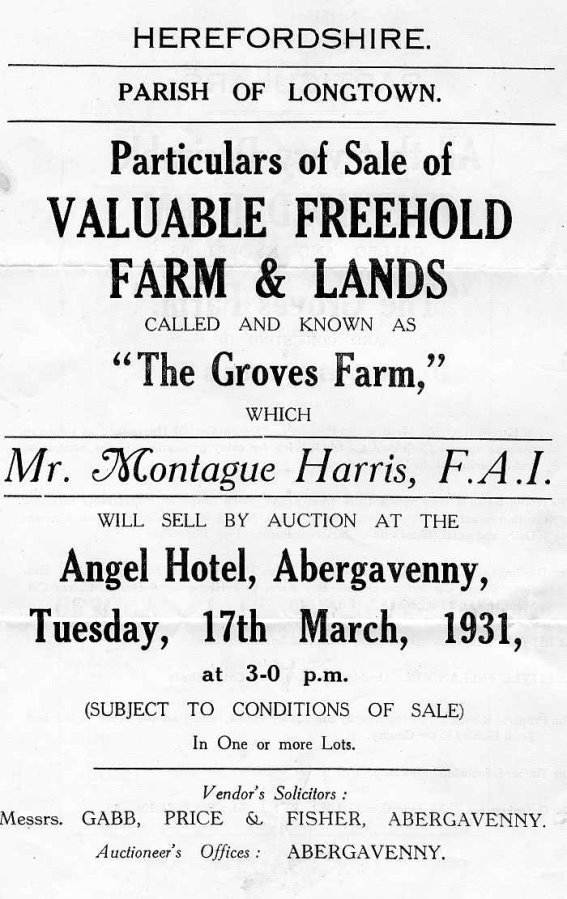 HEREFORDSHIRE.
PARISH OF LONGTOWN.
Particulars of Sale of
VALUABLE FREEHOLD
FARM & LANDS
CALLED AND KNOWN AS
"The Groves Farm,"
WHICH
Mr. Montague Harris, F.A.I.
WILL SELL BY AUCTION AT THE
Angel Hotel, Abergavenny,
Tuesday, 17th March, 1931,
at 3-0 p.m.
(SUBJECT TO CONDITIONS OF SALE)
In One or more Lots.
Vendor's Solicitors :
Messrs. GABB, PRICE & FISHER, ABERGAVENNY.
Auctioneer's Offices : ABERGAVENNY.